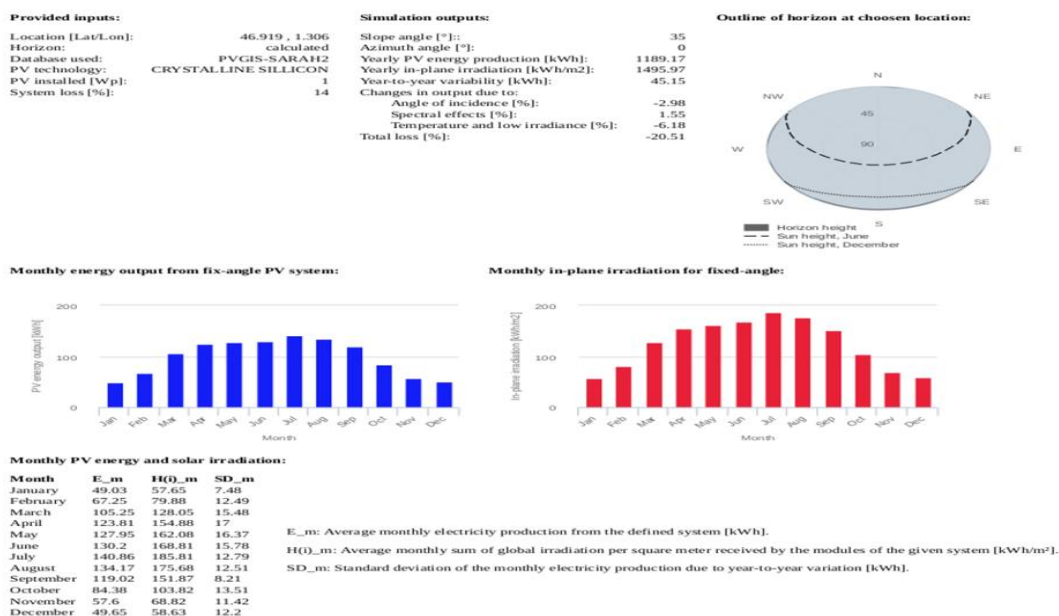 Provided inputs:
Location [Lat/Lon]: 46.919 , 1.306
Horizon: calculated
Database used: PVGIS-SARAH2
PV technology: CRYSTALLINE SILLICON
PV installed [Wp]: 1
System loss [%]: 14
Simulation outputs:
Slope angle [°]:: 35
Azimuth angle [°]: 0
Yearly PV energy production [kWh]: 1189.17
Yearly in-plane irradiation [kWh/m2]: 1495.97
Year-to-year variability [kWh]: 45.15
Changes in output due to:
Angle of incidence [%]: -2.98
Spectral effects [%]: 1.55
Temperature and low irradiance [%]: -6.18
Total loss [%]: -20.51
Outline of horizon at choosen location:
N
NW NE
45
W 90 E
SW SE
S
Horizon height
Sun height, June
Sun height, December
Monthly energy output from fix-angle PV system:
PV energy output [kWh]
200
100
0
Jan Feb Mar Apr May Jun Jul Aug Sep Oct Nov Dec
Month
Monthly in-plane irradiation for fixed-angle:
In-plane irradiation [kWh/m2]
200
100
0
Jan Feb Mar Apr May Jun Jul Aug Sep Oct Nov Dec
Month
Monthly PV energy and solar irradiation:
Month E_m H(i)_m SD_m
January 49.03 57.65 7.48
February 67.25 79.88 12.49
March 105.25 128.05 15.48
April 123.81 154.88 17
May 127.95 162.08 16.37
June 130.2 168.81 15.78
July 140.86 185.81 12.79
August 134.17 175.68 12.51
September 119.02 151.87 8.21
October 84.38 103.82 13.51
November 57.6 68.82 11.42
December 49.65 58.63 12.2
E_m: Average monthly electricity production from the defined system [kWh].
H(i)_m: Average monthly sum of global irradiation per square meter received by the modules of the given system [kWh/m²].
SD_m: Standard deviation of the monthly electricity production due to year-to-year variation [kWh].